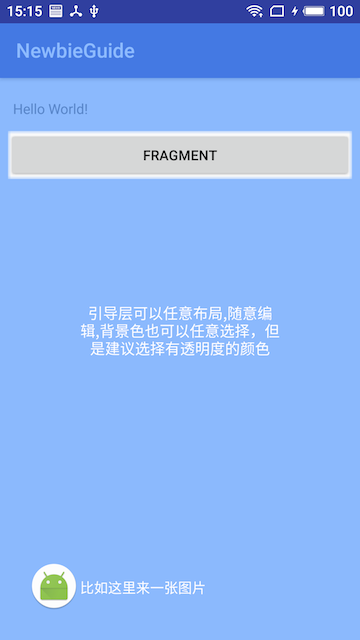 15:15 100
NewbieGuide
Hello World!
FRAGMENT
引导层可以任意布局,随意编
辑,背景色也可以任意选择，但
是建议选择有透明度的颜色
比如这里来一张图片